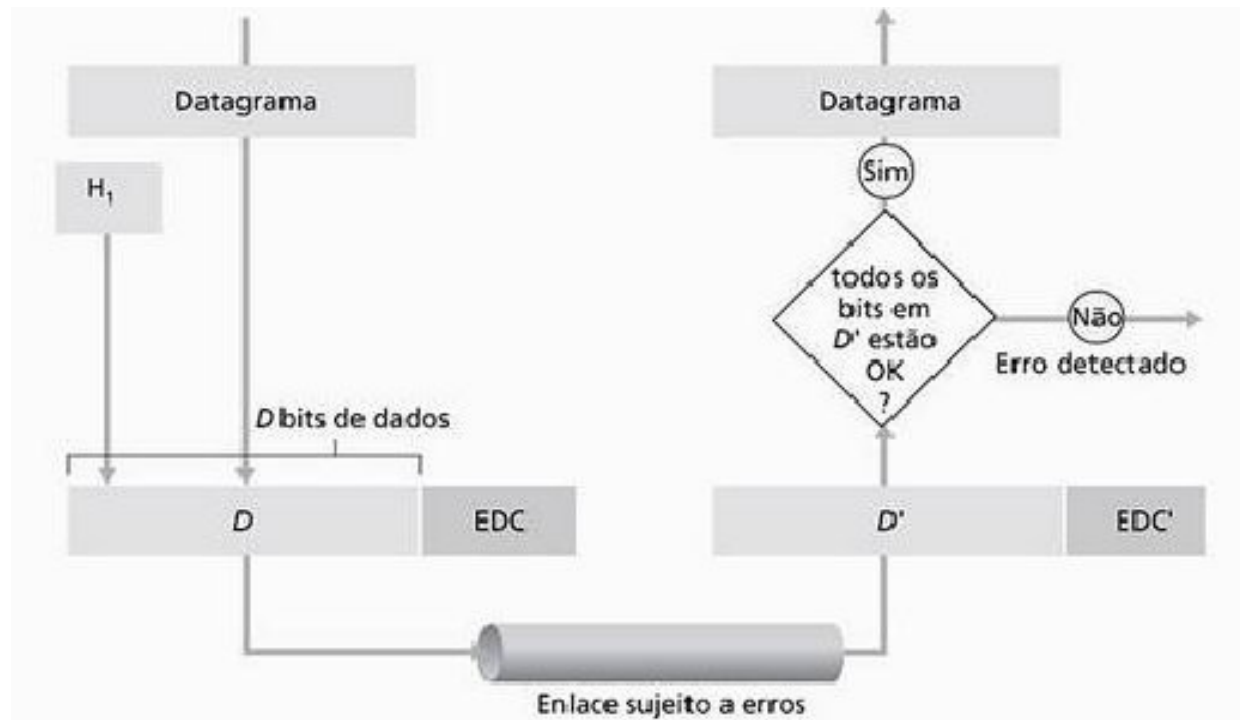 Datagrama
H1
D bits de dados
D
EDC
Enlace sujeito a erros
Datagrama
Sim
todos os
bits em
D' estão
OK
?
Não
Erro detectado
D'
EDC'